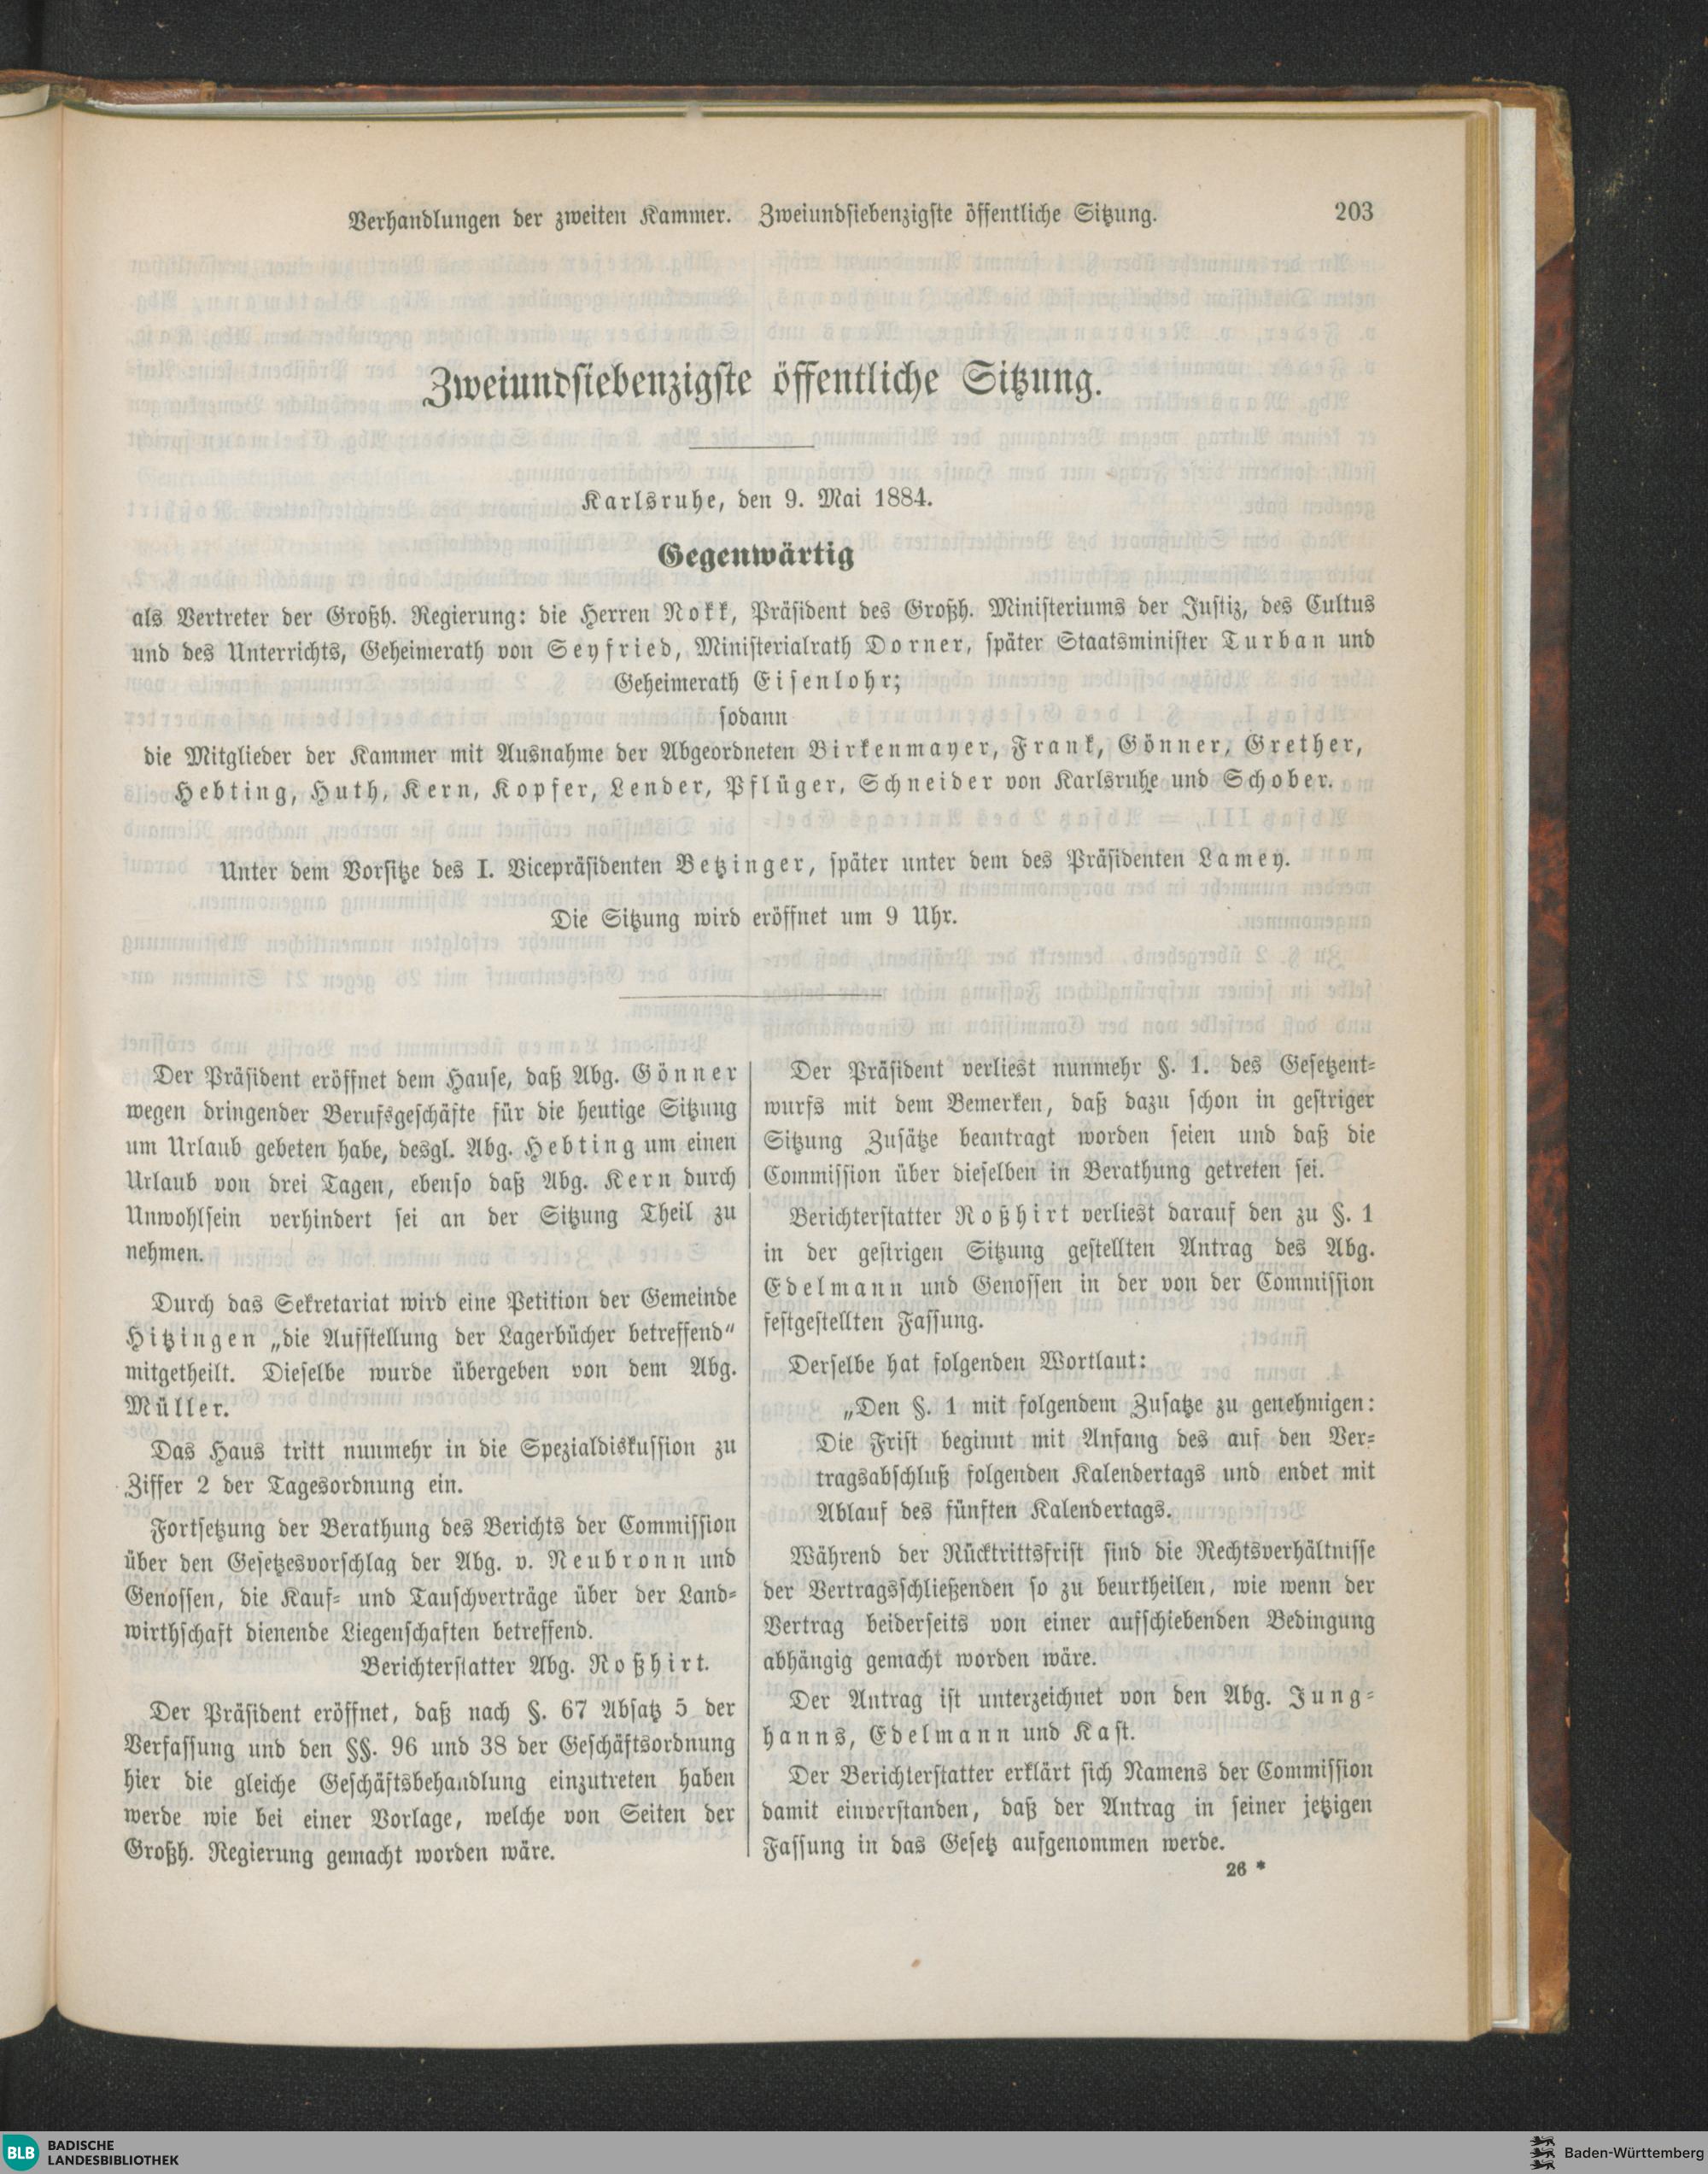 Verhandlungen der zweiten Kammer. Zweiundsiebenzigste öffentliche Sitzung.
203
Zweiundsiebenzigste öffentliche Sitzung.
Karlsruhe, den 9. Mai 1884.
Gegenwärtig
als Vertreter der Großh. Regierung: die Herren Nokk, Präsident des Großh. Ministeriums der Justiz, des Cultus
und des Unterrichts, Geheimerath von Seyfried, Ministerialrath Dorner, später Staatsminister Turban und
Geheimerath Eisenlohr;
sodann
die Mitglieder der Kammer mit Ausnahme der Abgeordneten Birkenmayer, Frank, Gönner, Grether,
Hebting, Huth, Kern, Kopfer, Lender, Pflüger, Schneider von Karlsruhe und Schober.
Unter dem Vorsitze des I. Vicepräsidenten Betzinger, später unter dem des Präsidenten Lamey.
Die Sitzung wird eröffnet um 9 Uhr.
Der Präsident eröffnet dem Hause, daß Abg. Gönner
wegen dringender Berufsgeschäfte für die heutige Sitzung
um Urlaub gebeten habe, desgl. Abg. Hebting um einen
Urlaub von drei Tagen, ebenso daß Abg. Kern durch
Unwohlsein verhindert sei an der Sitzung Theil zu
nehmen.
Durch das Sekretariat wird eine Petition der Gemeinde
Hitzingen „die Aufstellung der Lagerbücher betreffend"
mitgetheilt. Dieselbe wurde übergeben von dem Abg.
Müller.
Das Haus tritt nunmehr in die Spezialdiskussion zu
Ziffer 2 der Tagesordnung ein.
Fortsetzung der Berathung des Berichts der Commission
über den Gesetzesvorschlag der Abg. v. Neubronn und
Genossen, die Kauf- und Tauschverträge über der Land-
wirthschaft dienende Liegenschaften betreffend.
Berichterstatter Abg. Roßhirt.
Der Präsident eröffnet, daß nach §. 67 Absatz 5 der
Verfassung und den §§. 96 und 38 der Geschäftsordnung
hier die gleiche Geschäftsbehandlung einzutreten haben
werde wie bei einer Vorlage, welche von Seiten der
Großh. Regierung gemacht worden wäre.
Der Präsident verliest nunmehr §. 1. des Gesetzent-
wurfs mit dem Bemerken, daß dazu schon in gestriger
Sitzung Zusätze beantragt worden seien und daß die
Commission über dieselben in Berathung getreten sei.
Berichterstatter Roßhirt verliest darauf den zu §. 1
in der gestrigen Sitzung gestellten Antrag des Abg.
Edelmann und Genossen in der von der Commission
festgestellten Fassung.
Derselbe hat folgenden Wortlaut:
„Den §. 1 mit folgendem Zusatze zu genehmigen:
Die Frist beginnt mit Anfang des auf den Ver-
tragsabschluß folgenden Kalendertags und endet mit
Ablauf des fünften Kalendertags.
Während der Rücktrittsfrist sind die Rechtsverhältnisse
der Vertragsschließenden so zu beurtheilen, wie wenn der
Vertrag beiderseits von einer aufschiebenden Bedingung
abhängig gemacht worden wäre.
Der Antrag ist unterzeichnet von den Abg. Jung-
hanns, Edelmann und Kast.
Der Berichterstatter erklärt sich Namens der Commission
damit einverstanden, daß der Antrag in seiner jetzigen
Fassung in das Gesetz aufgenommen werde.
26 *
BLB BADISCHE
LANDESBIBLIOTHEK
Baden-Württemberg